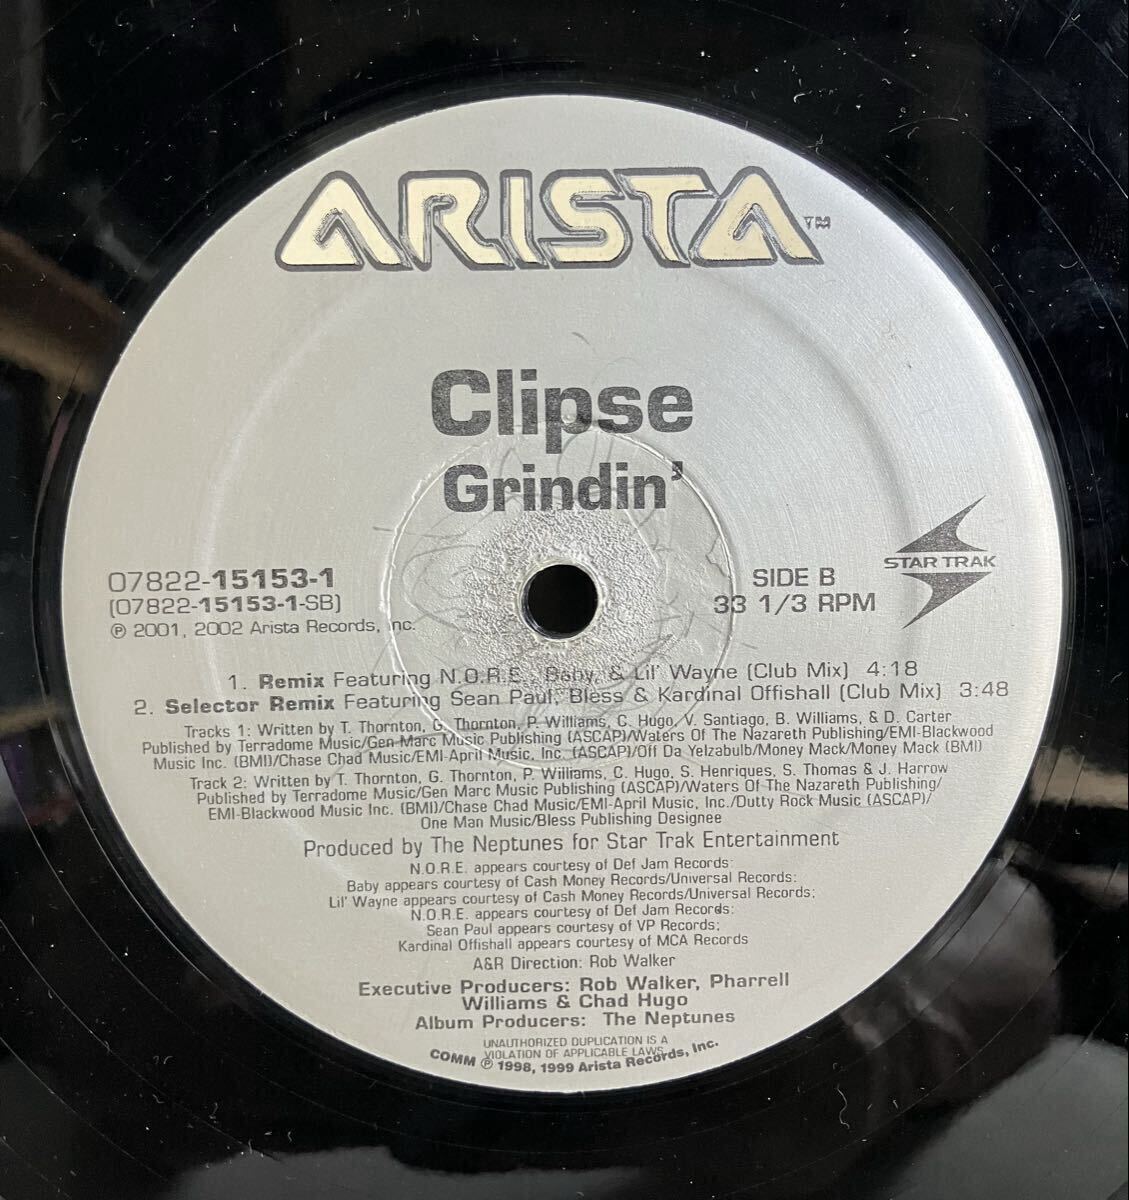 ARISTA™
Clipse
Grindin'
07822-15153-1
(07822-15153-1-SB)
℗ 2001, 2002 Arista Records, Inc.
STAR TRAK
SIDE B
33 1/3 RPM
1. Remix Featuring N.O.R.E., Baby, & Lil' Wayne (Club Mix) 4:18
2. Selector Remix Featuring Sean Paul, Bless & Kardinal Offishall (Club Mix) 3:48
Tracks 1: Written by T. Thornton, G. Thornton, P. Williams, C. Hugo, V. Santiago, B. Williams, & D. Carter
Published by Terradome Music/Gen Marc Music Publishing (ASCAP)/Waters Of The Nazareth Publishing/EMI-Blackwood
Music Inc. (BMI)/Chase Chad Music/EMI-April Music, Inc. (ASCAP)/Off Da Yelzabulb/Money Mack/Money Mack (BMI)
Track 2: Written by T. Thornton, G. Thornton, P. Williams, C. Hugo, S. Henriques, S. Thomas & J. Harrow
Published by Terradome Music/Gen Marc Music Publishing (ASCAP)/Waters Of The Nazareth Publishing/
EMI-Blackwood Music Inc. (BMI)/Chase Chad Music/EMI-April Music, Inc./Dutty Rock Music (ASCAP)/
One Man Music/Bless Publishing Designee
Produced by The Neptunes for Star Trak Entertainment
N.O.R.E. appears courtesy of Def Jam Records:
Baby appears courtesy of Cash Money Records/Universal Records:
Lil' Wayne appears courtesy of Cash Money Records/Universal Records;
N.O.R.E. appears courtesy of Def Jam Records:
Sean Paul appears courtesy of VP Records;
Kardinal Offishall appears courtesy of MCA Records
A&R Direction: Rob Walker
Executive Producers: Rob Walker, Pharrell
Williams & Chad Hugo
Album Producers: The Neptunes
UNAUTHORIZED DUPLICATION IS A
VIOLATION OF APPLICABLE LAWS.
COMM ℗ 1998, 1999 Arista Records, Inc.